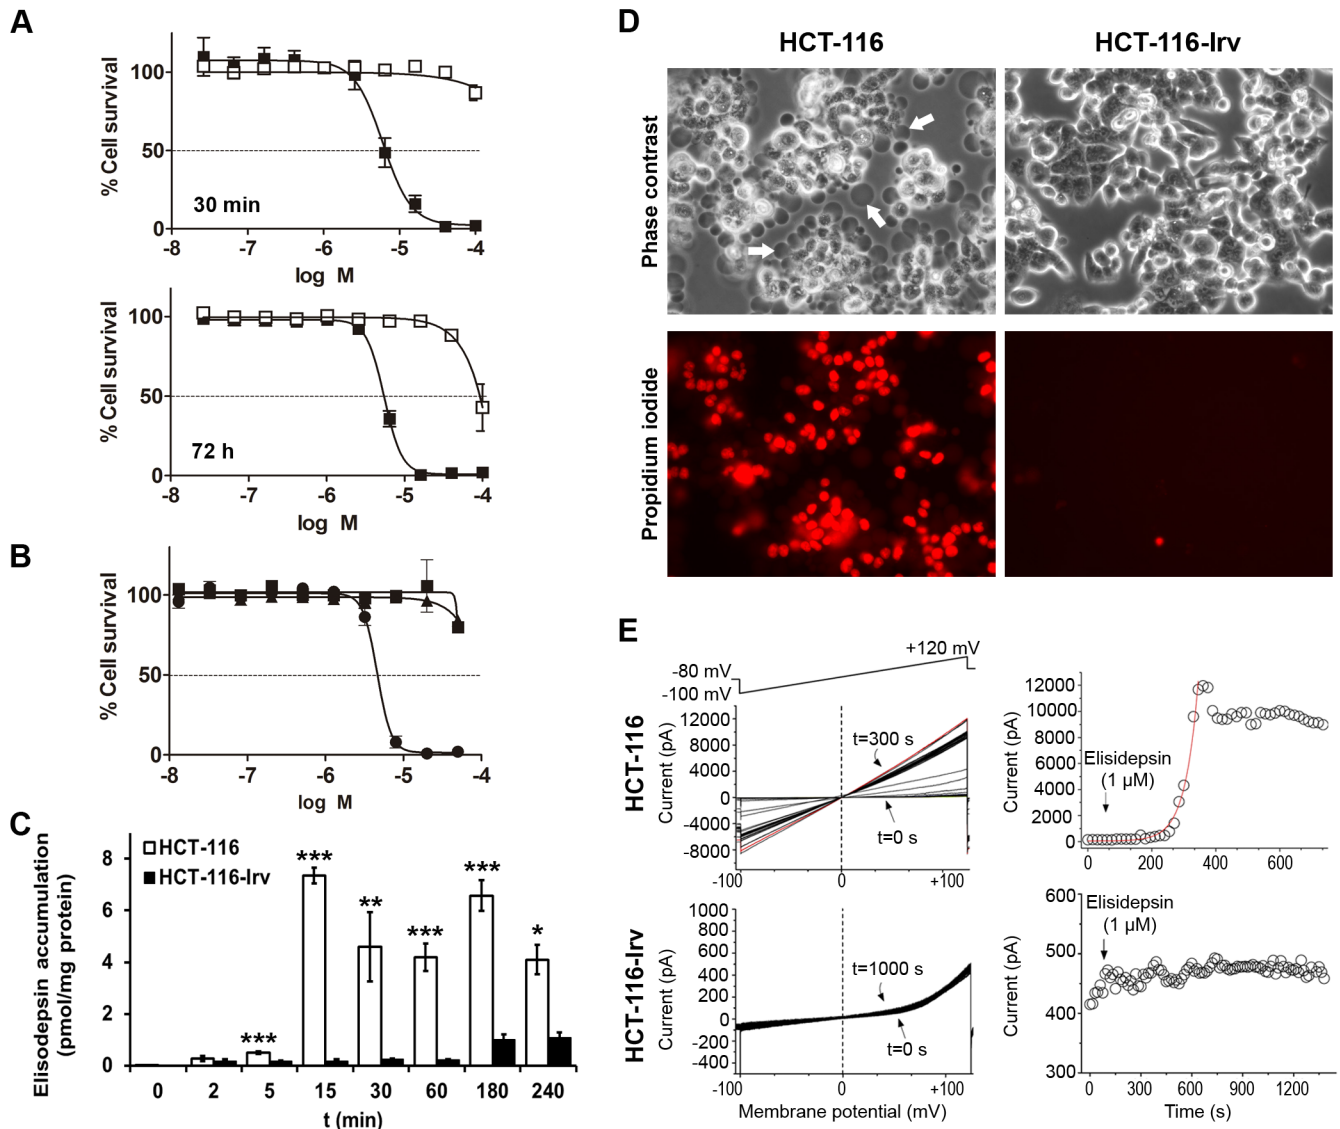 A
% Cell survival
100
50
0
30 min
-8 -7 -6 -5 -4
log M
% Cell survival
100
50
0
72 h
-8 -7 -6 -5 -4
log M
B
% Cell survival
100
50
0
-8 -7 -6 -5 -4
log M
C
Elisodepsin accumulation
(pmol/mg protein)
8
6
4
2
0
HCT-116
HCT-116-Irv
*** *** ** *** *** *
0 2 5 15 30 60 180 240
t (min)
D
HCT-116 HCT-116-Irv
Phase contrast
Propidium iodide
E
+120 mV
-80 mV
-100 mV
HCT-116
Current (pA)
12000
8000
4000
0
-4000
-8000
t=300 s
t=0 s
-100 0 +100
Current (pA)
12000
10000
8000
6000
4000
2000
0
Elisidepsin
(1 µM)
0 200 400 600
HCT-116-Irv
Current (pA)
1000
800
600
400
200
0
-200
-400
t=1000 s
t=0 s
-100 0 +100
Membrane potential (mV)
Current (pA)
600
500
400
300
Elisidepsin
(1 µM)
0 300 600 900 1200
Time (s)